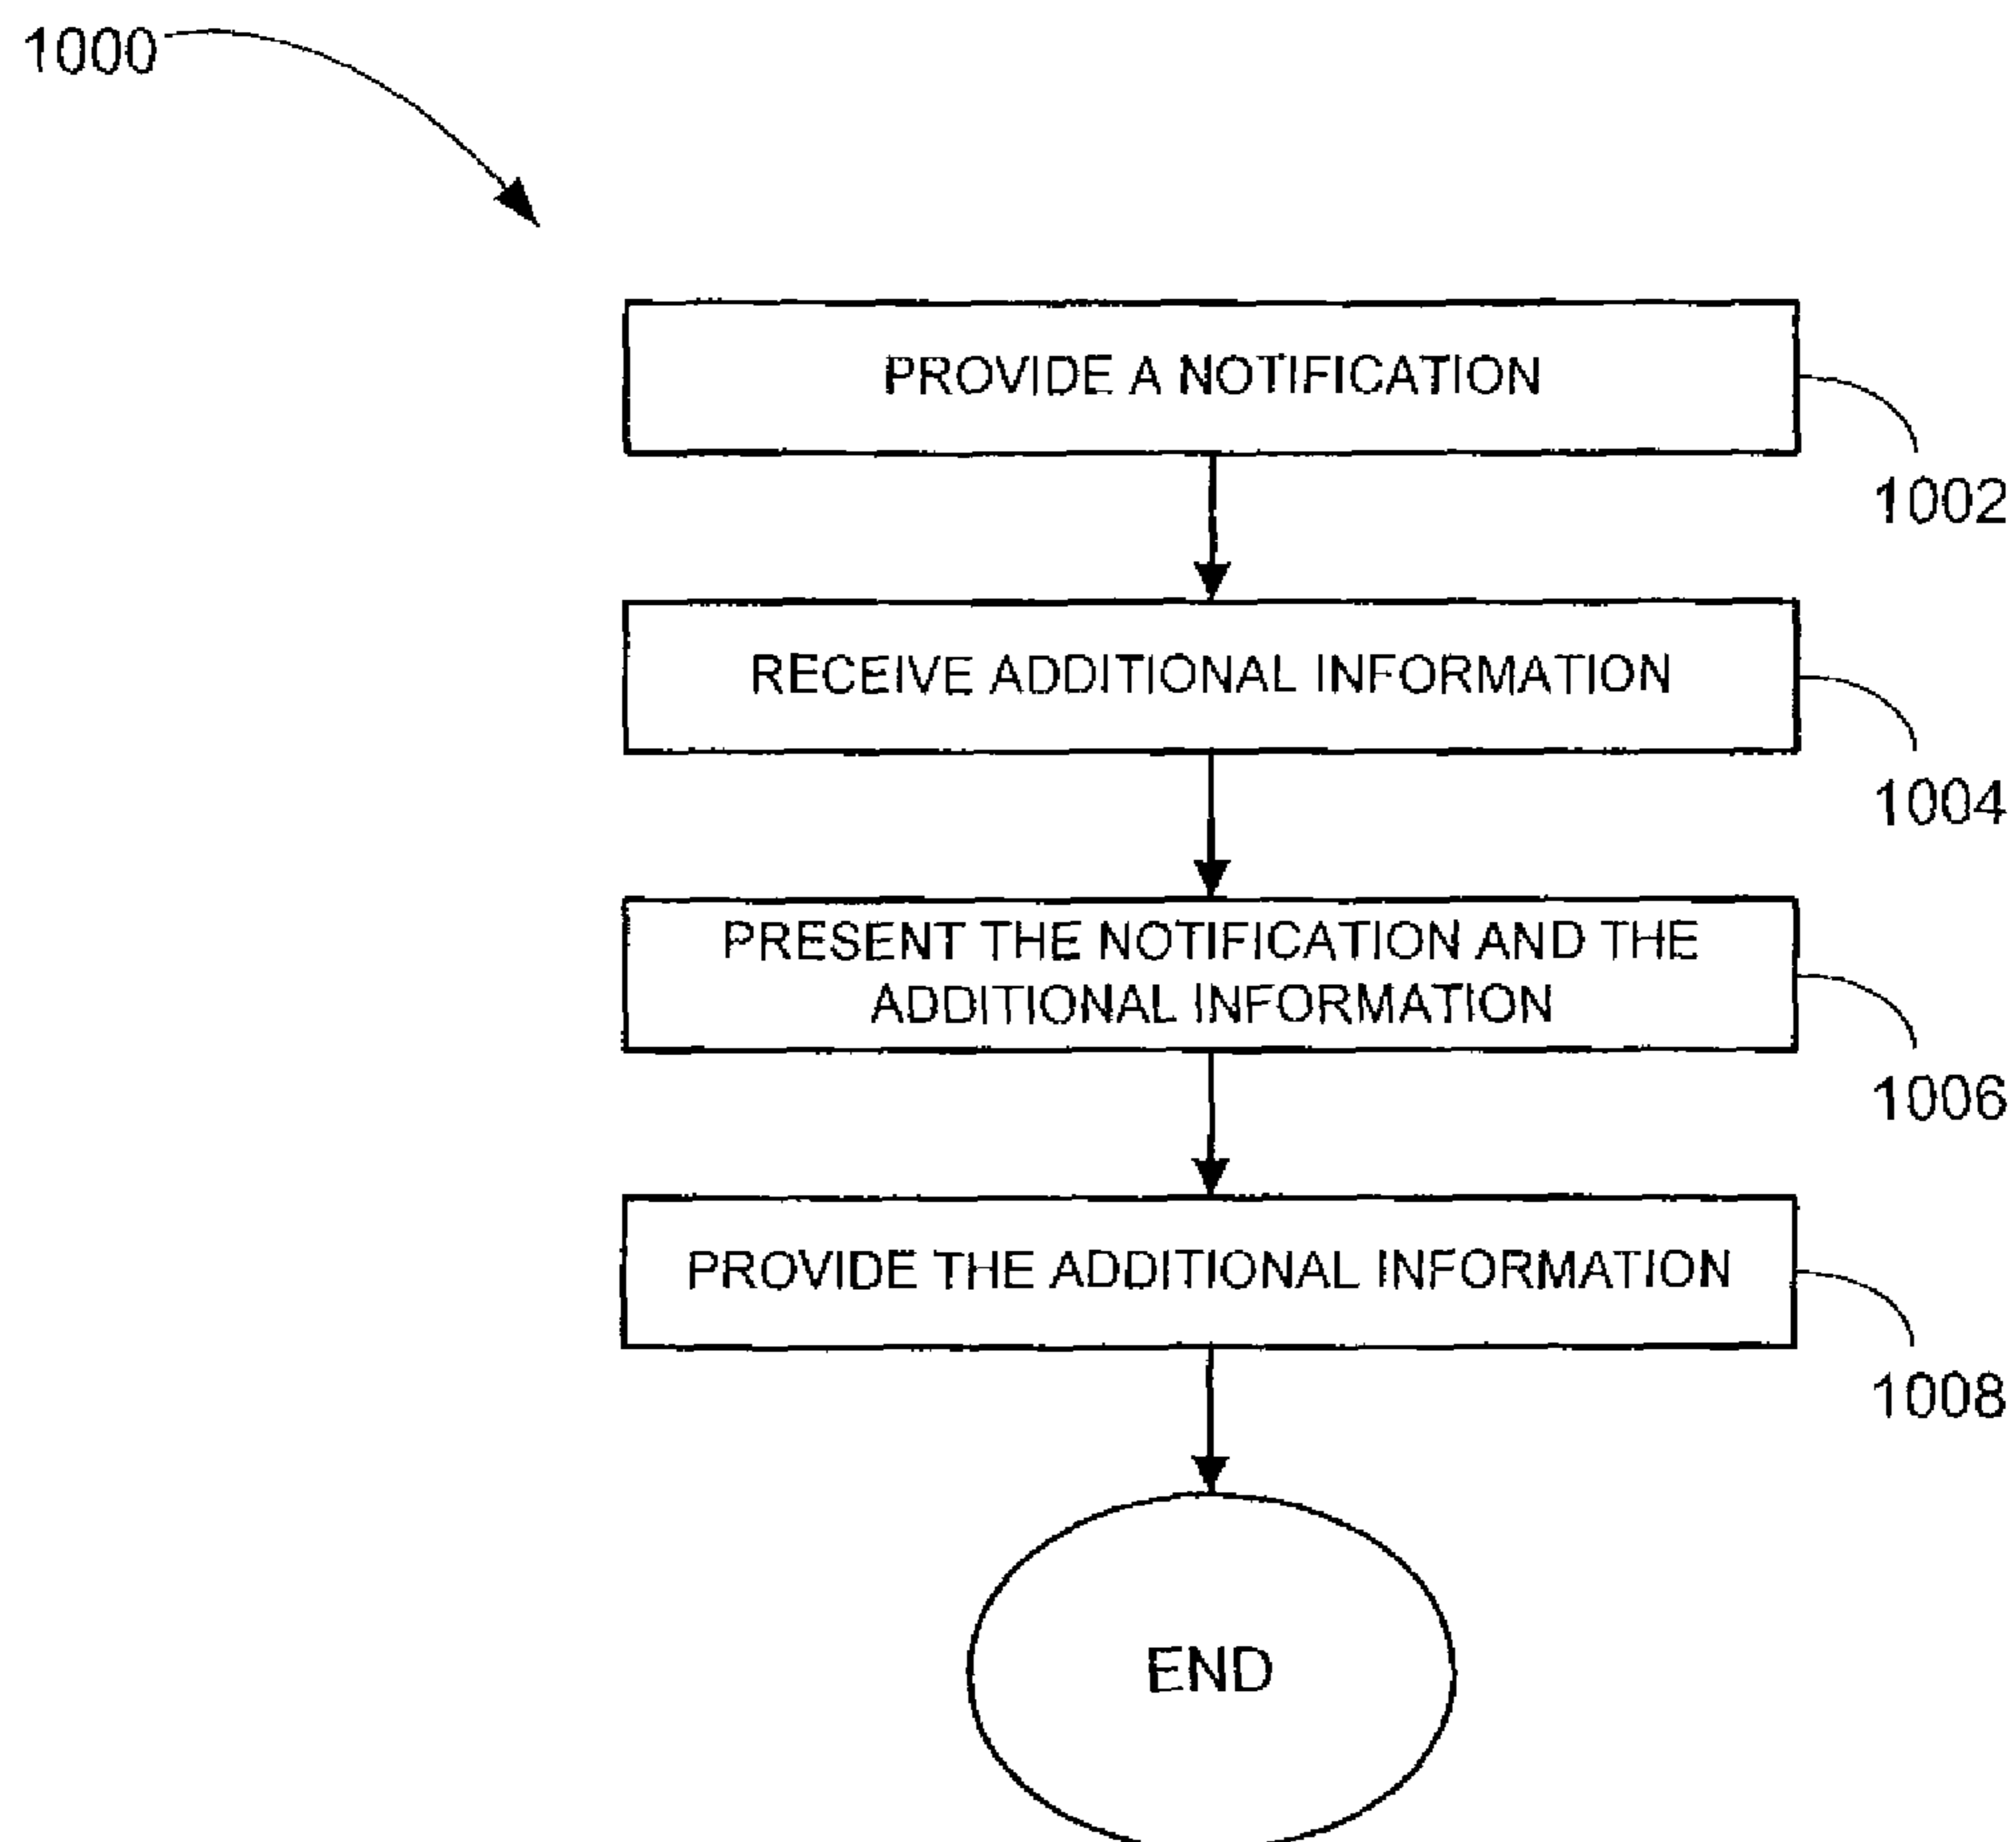 1000
PROVIDE A NOTIFICATION
1002
RECEIVE ADDITIONAL INFORMATION
1004
PRESENT THE NOTIFICATION AND THE
ADDITIONAL INFORMATION
1006
PROVIDE THE ADDITIONAL INFORMATION
1008
END